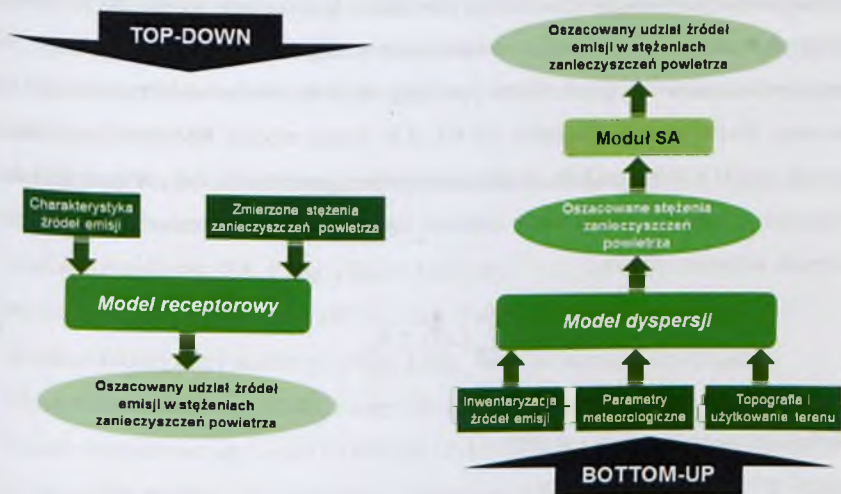 TOP-DOWN
Charakterystyka
źródeł emisji
Zmierzone stężenia
zanieczyszczeń powietrza
Model receptorowy
Oszacowany udział źródeł
emisji w stężeniach
zanieczyszczeń powietrza
Oszacowany udział źródeł
emisji w stężeniach
zanieczyszczeń powietrza
Moduł SA
Oszacowane stężenia
zanieczyszczeń
powietrza
Model dyspersji
Inwentaryzacja
źródeł emisji
Parametry
meteorologiczne
Topografia i
użytkowanie terenu
BOTTOM-UP